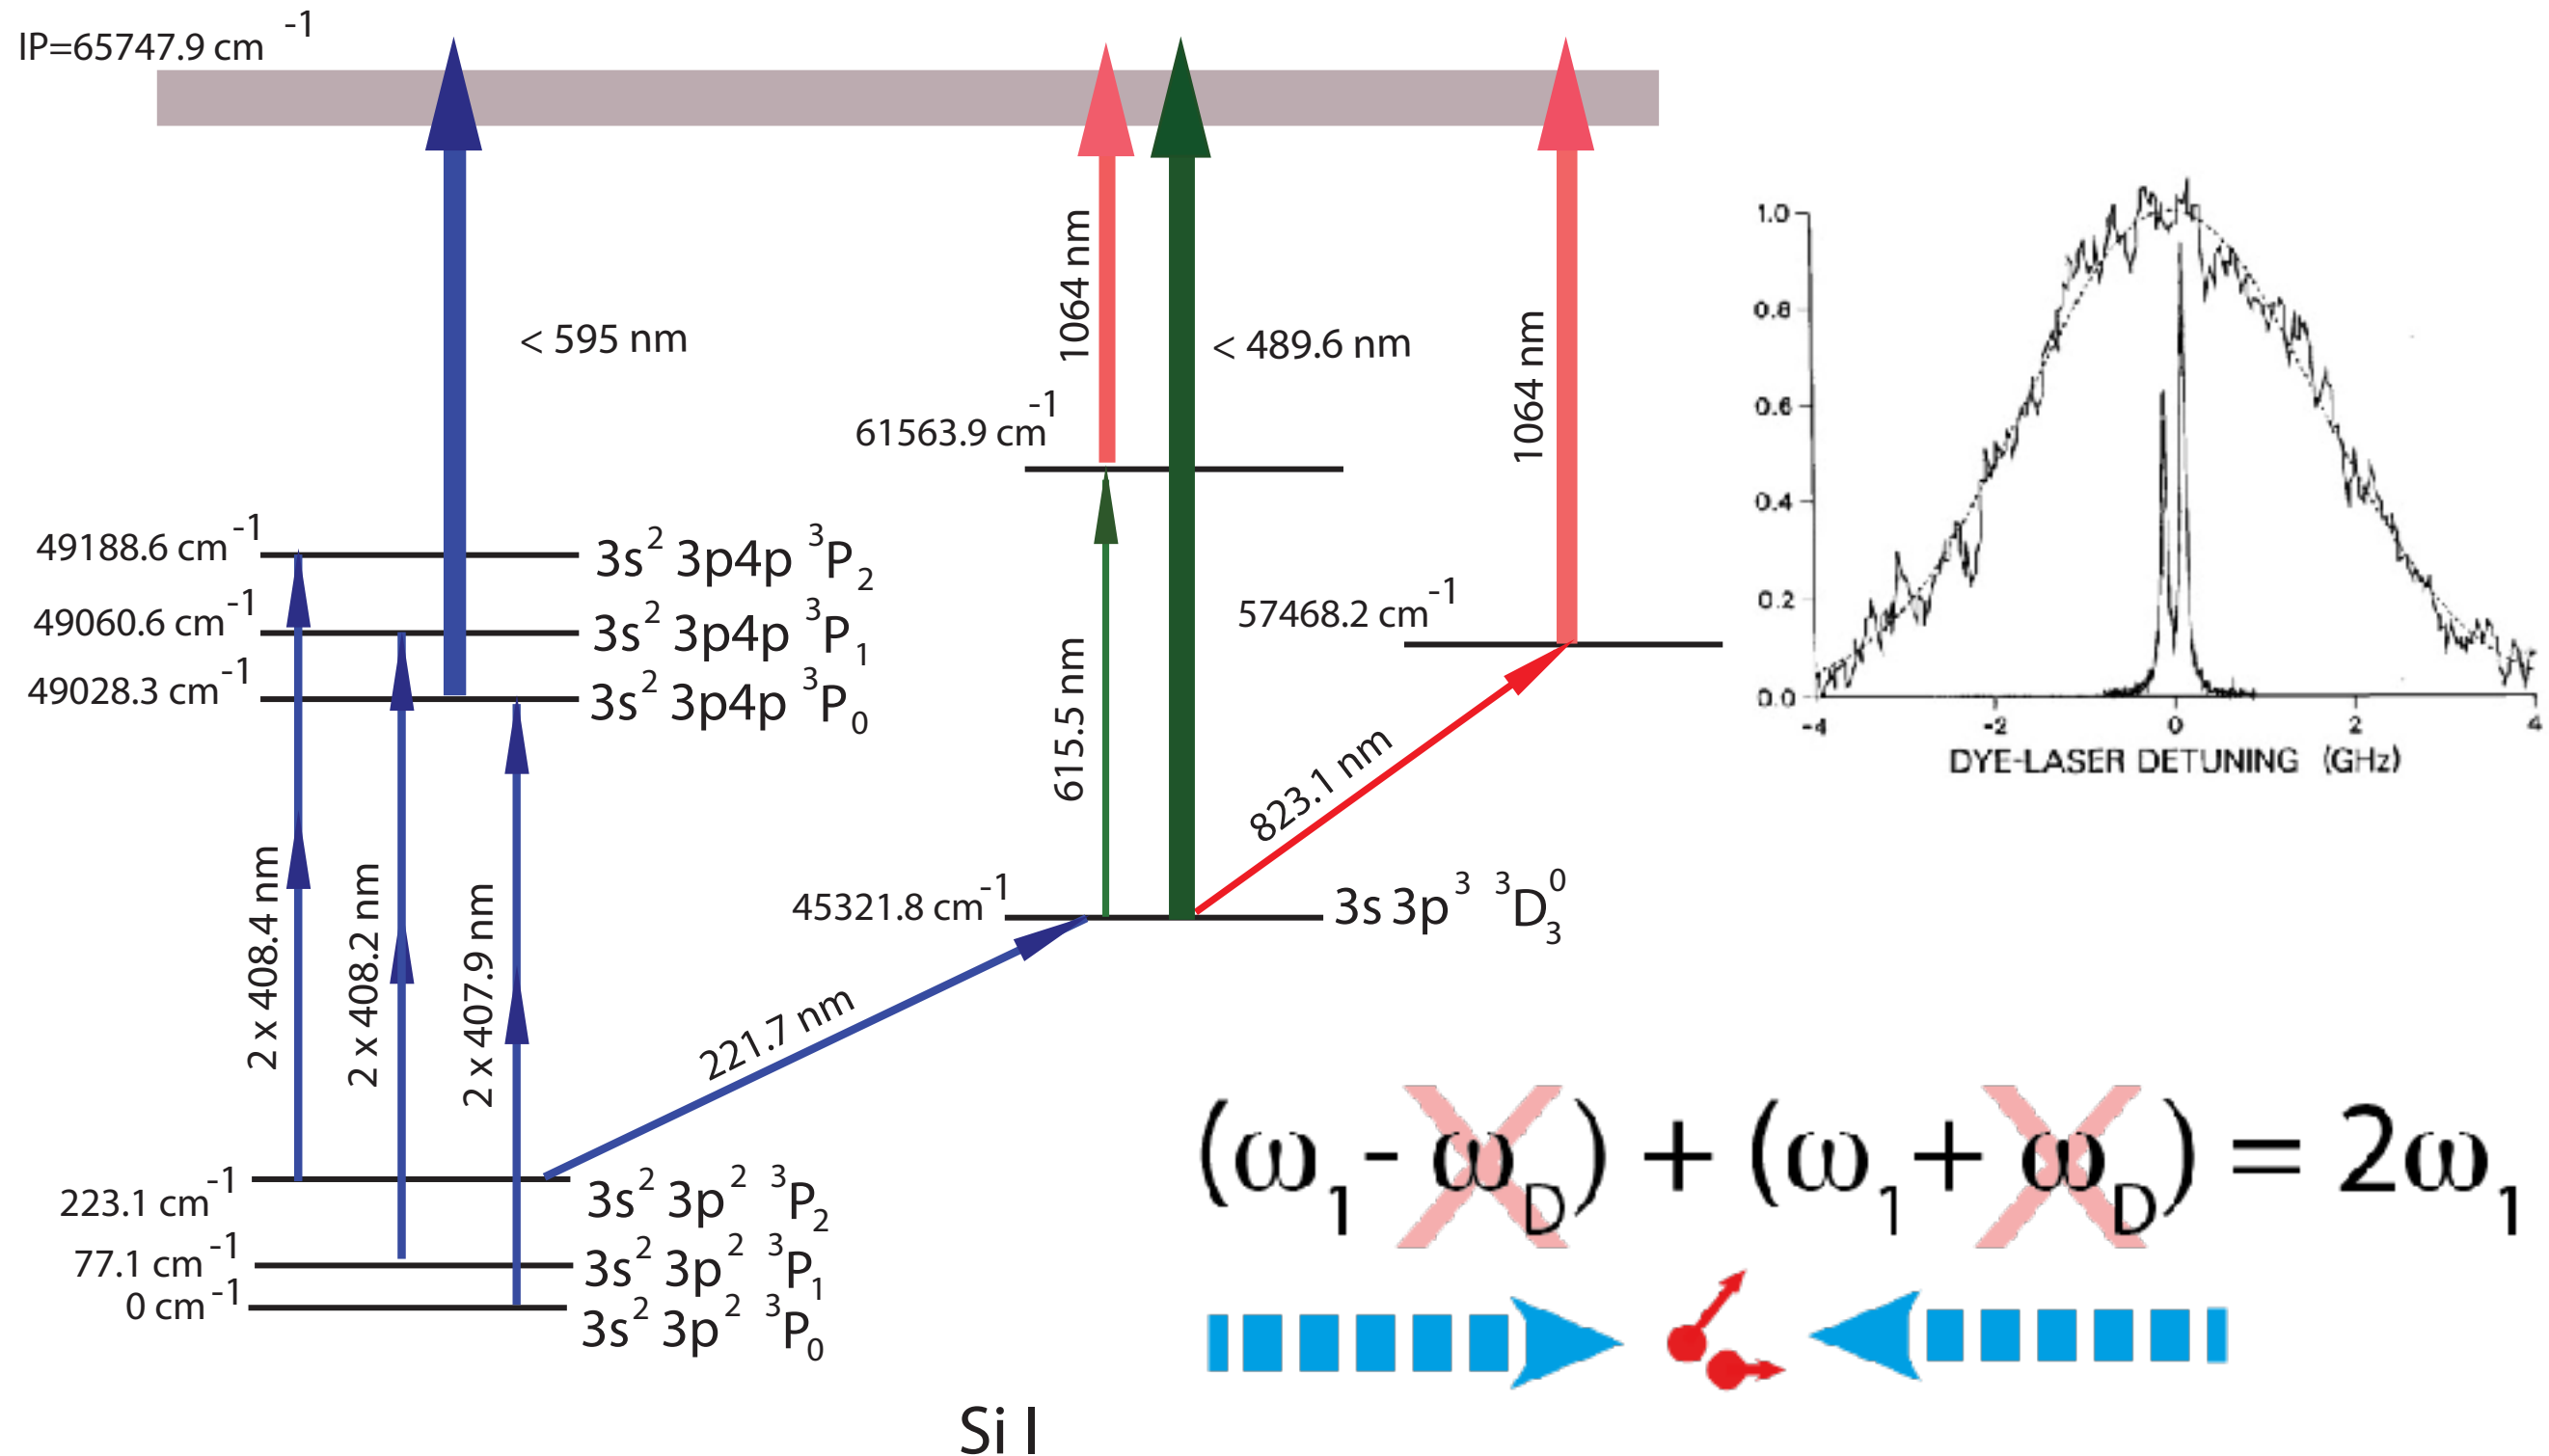 IP=65747.9 cm⁻¹
< 595 nm
1064 nm
< 489.6 nm
1064 nm
61563.9 cm⁻¹
49188.6 cm⁻¹ 3s² 3p4p ³P₂
49060.6 cm⁻¹ 3s² 3p4p ³P₁
49028.3 cm⁻¹ 3s² 3p4p ³P₀
57468.2 cm⁻¹
615.5 nm
823.1 nm
45321.8 cm⁻¹ 3s 3p³ ³D₃⁰
2 x 408.4 nm
2 x 408.2 nm
2 x 407.9 nm
221.7 nm
223.1 cm⁻¹ 3s² 3p² ³P₂
77.1 cm⁻¹ 3s² 3p² ³P₁
0 cm⁻¹ 3s² 3p² ³P₀
Si I
1.0
0.8
0.6
0.4
0.2
0.0
-4 -2 0 2 4
DYE-LASER DETUNING (GHz)
(ω₁ - ω_D) + (ω₁+ ω_D) = 2ω₁